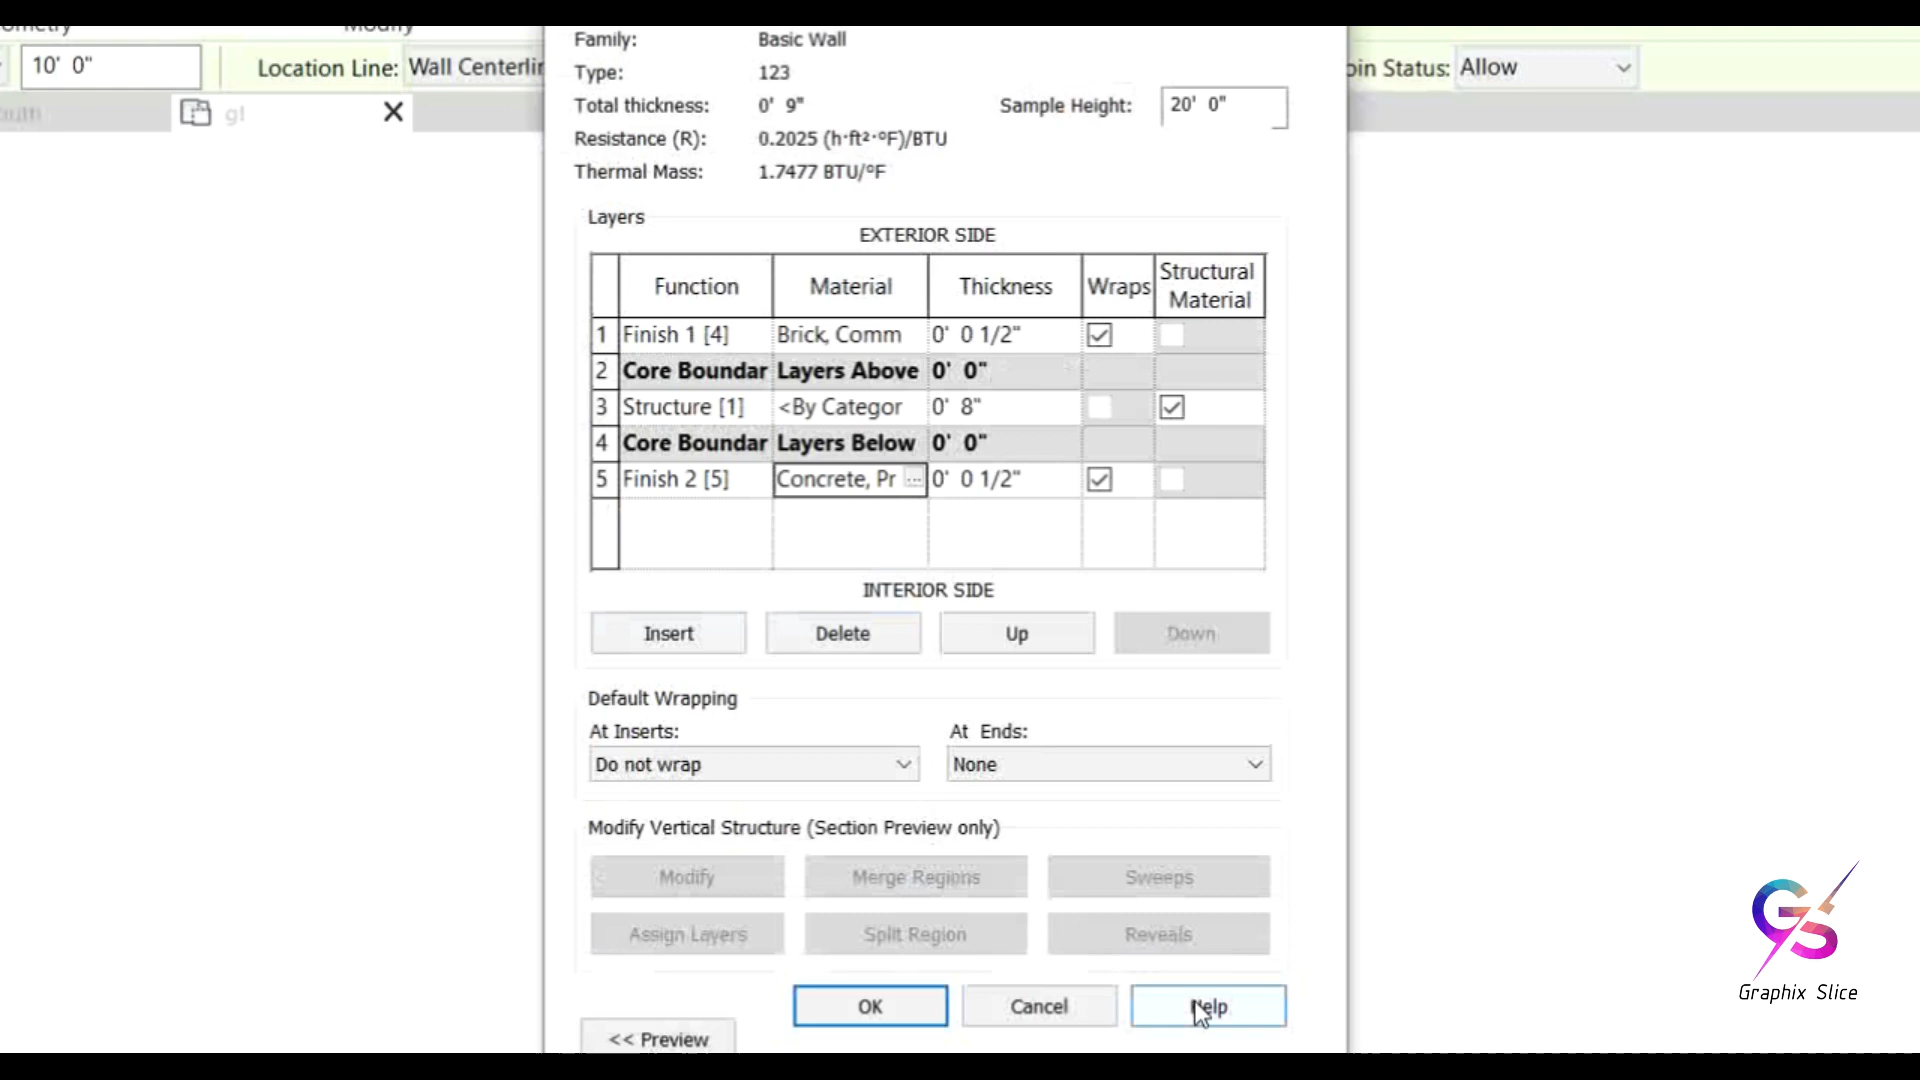 Modify
Family: Basic Wall
10' 0" Location Line: Wall Centerlin Join Status: Allow
Type: 123
Total thickness: 0' 9" Sample Height: 20' 0"
gl
Resistance (R): 0.2025 (h·ft²·°F)/BTU
Thermal Mass: 1.7477 BTU/°F
Layers
EXTERIOR SIDE
Function Material Thickness Wraps Structural Material
1 Finish 1 [4] Brick, Comm 0' 0 1/2"
2 Core Boundar Layers Above 0' 0"
3 Structure [1] <By Categor 0' 8"
4 Core Boundar Layers Below 0' 0"
5 Finish 2 [5] Concrete, Pr ... 0' 0 1/2"
INTERIOR SIDE
Insert Delete Up Down
Default Wrapping
At Inserts: At Ends:
Do not wrap None
Modify Vertical Structure (Section Preview only)
Modify Merge Regions Sweeps
Assign Layers Split Region Reveals
OK Cancel Help
<< Preview
GS
Graphix Slice